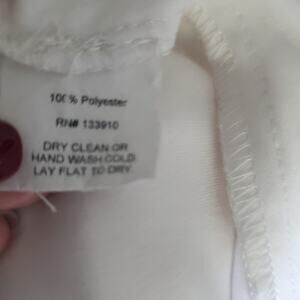 100% Polyester
RN# 133910
DRY CLEAN OR
HAND WASH COLD.
LAY FLAT TO DRY.